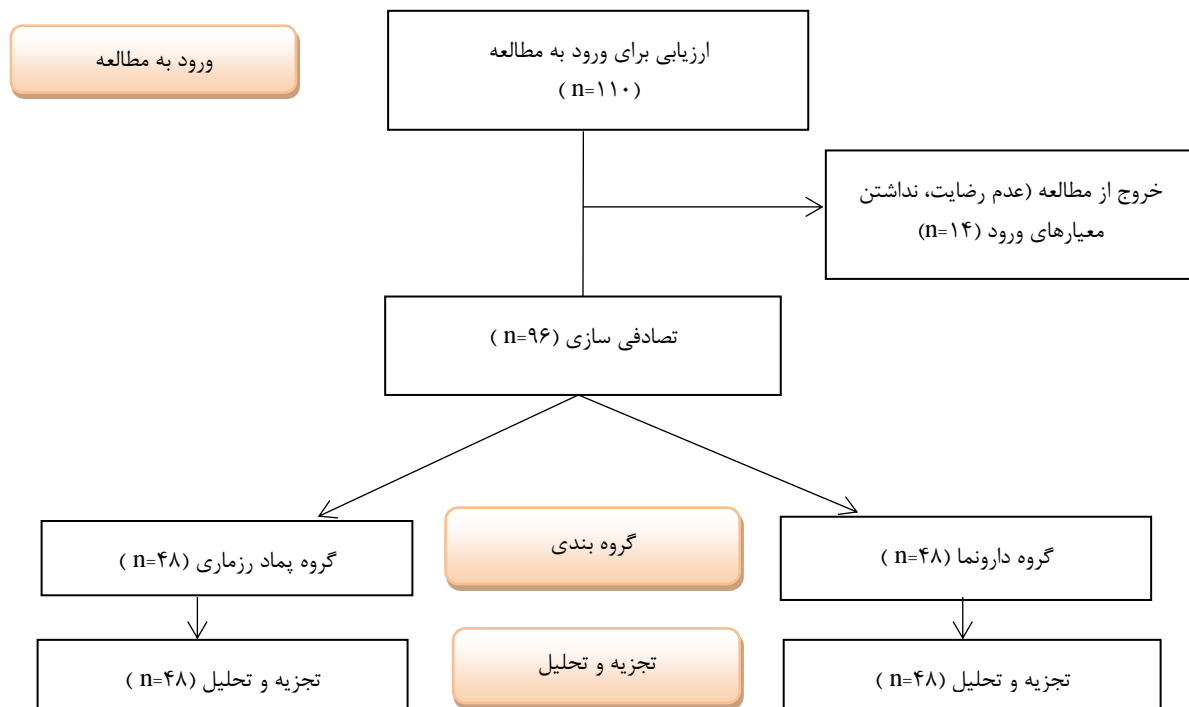 ورود به مطالعه
ارزیابی برای ورود به مطالعه
(n=۱۱۰ )
خروج از مطالعه (عدم رضایت، نداشتن
معیارهای ورود (n=۱۴)
تصادفی سازی (n=۹۶ )
گروه بندی
گروه دارونما (n=۴۸ )
گروه پماد رزماری (n=۴۸ )
تجزیه و تحلیل
تجزیه و تحلیل (n=۴۸ )
تجزیه و تحلیل (n=۴۸ )